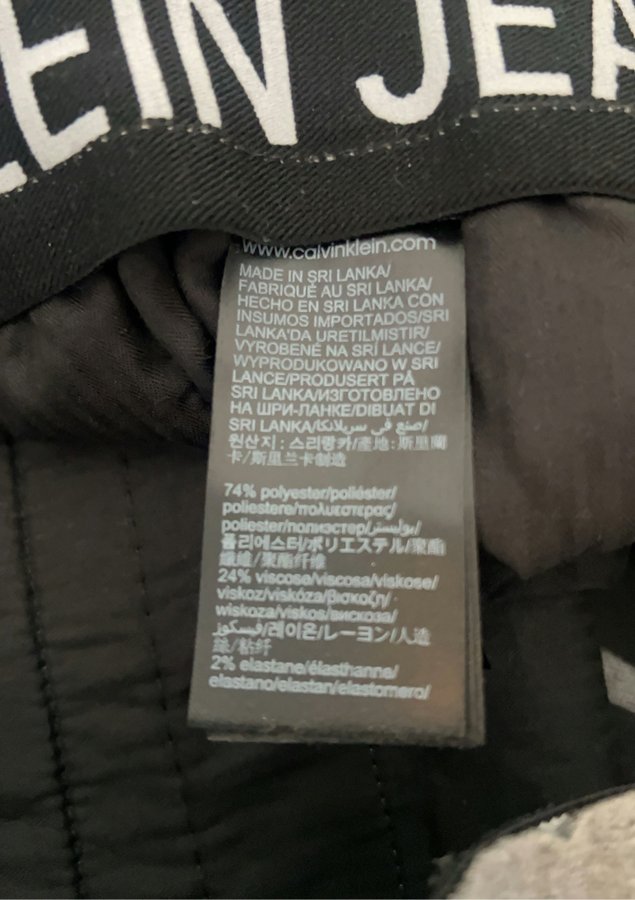 EIN JEA
www.calvinklein.com
MADE IN SRI LANKA/
FABRIQUÉ AU SRI LANKA/
HECHO EN SRI LANKA CON
INSUMOS IMPORTADOS/SRI
LANKA'DA URETILMISTIR/
VYROBENÉ NA SRÍ LANCE/
WYPRODUKOWANO W SRI
LANCE/PRODUSERT PÅ
SRI LANKA/ИЗГОТОВЛЕНО
НА ШРИ-ЛАНКЕ/DIBUAT DI
SRI LANKA/صنع في سريلانكا/
원산지 : 스리랑카/產地: 斯里蘭
卡/斯里兰卡制造
74% polyester/poliéster/
poliestere/πολυεστερας/
poliester/полиэстер/بوليستر/
폴리에스터/ポリエステル/聚酯
纖維/聚酯纤维
24% viscose/viscosa/viskose/
viskoz/viskóza/βισκοζη/
wiskoza/viskos/вискоза/
فيسكوز/레이온/レーヨン/人造
絲/粘纤
2% elastane/élasthanne/
elastano/elastan/elastomero/